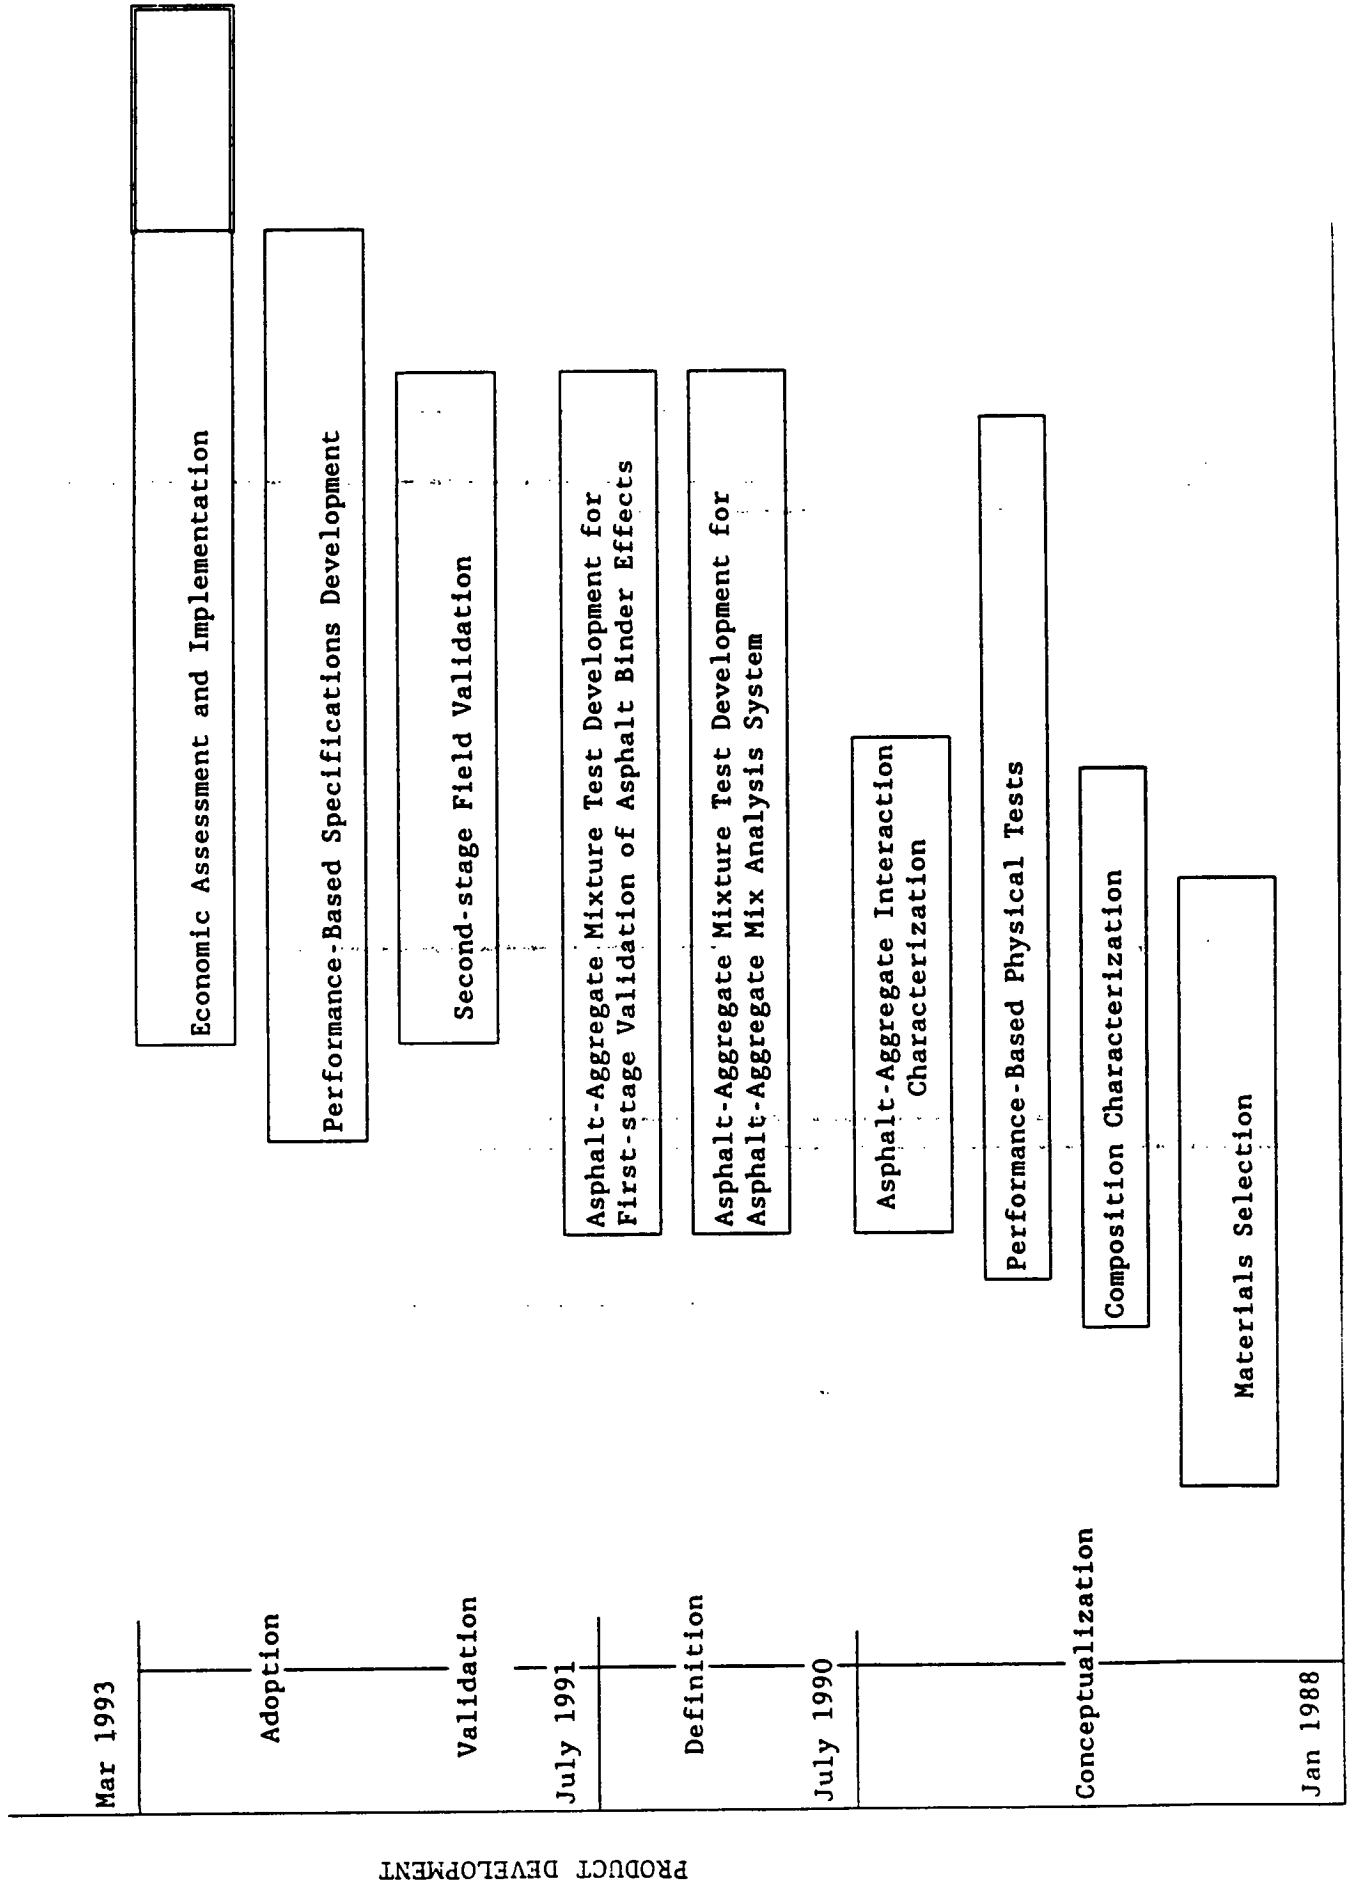 PRODUCT DEVELOPMENT
Mar 1993
Adoption
Validation
July 1991
Definition
July 1990
Conceptualization
Jan 1988
Economic Assessment and Implementation
Performance-Based Specifications Development
Second-stage Field Validation
Asphalt-Aggregate Mixture Test Development for
First-stage Validation of Asphalt Binder Effects
Asphalt-Aggregate Mixture Test Development for
Asphalt-Aggregate Mix Analysis System
Asphalt-Aggregate Interaction
Characterization
Performance-Based Physical Tests
Composition Characterization
Materials Selection